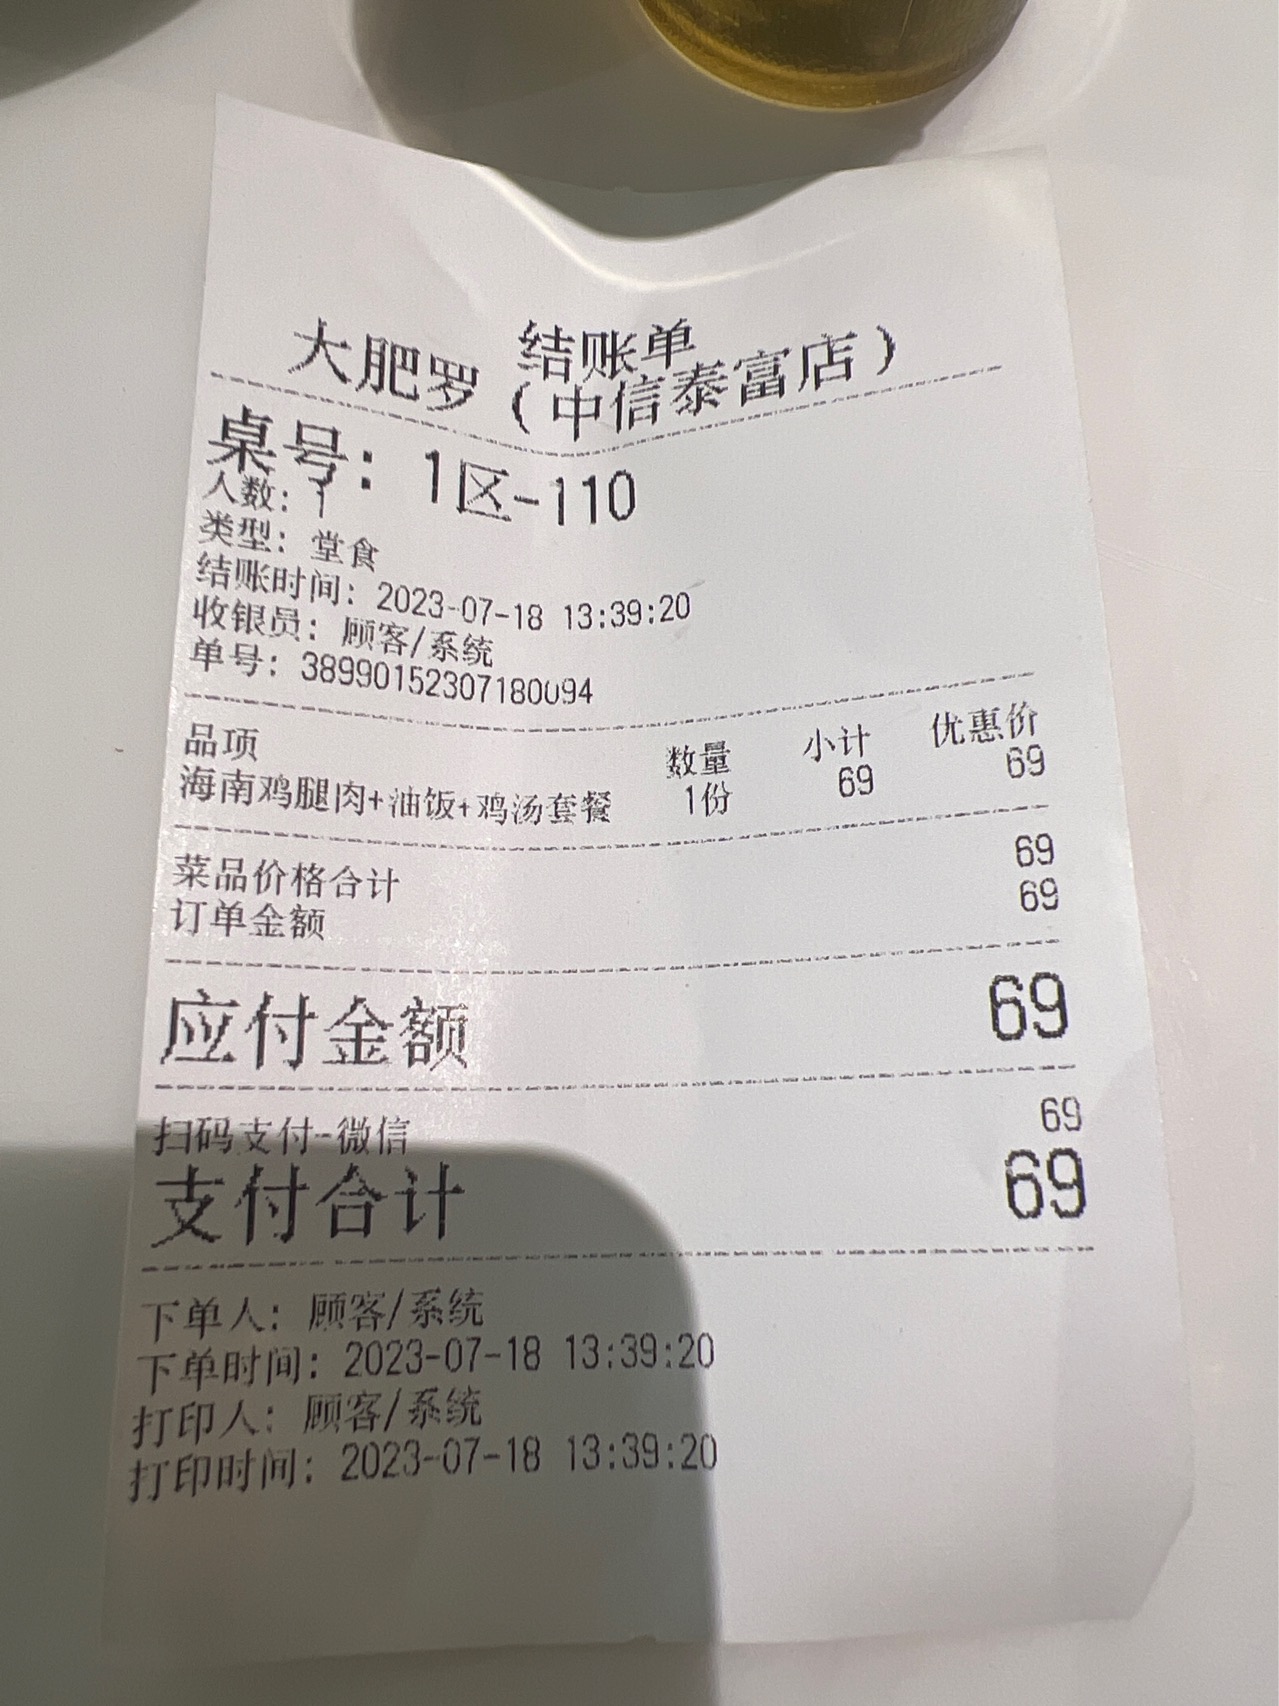 结账单
大肥罗（中信泰富店）
桌号：1区-110
人数：1
类型：堂食
结账时间：2023-07-18 13:39:20
收银员：顾客/系统
单号：38990152307180094
品项 数量 小计 优惠价
海南鸡腿肉+油饭+鸡汤套餐 1份 69 69
菜品价格合计 69
订单金额 69
应付金额 69
扫码支付-微信 69
支付合计 69
下单人：顾客/系统
下单时间：2023-07-18 13:39:20
打印人：顾客/系统
打印时间：2023-07-18 13:39:20